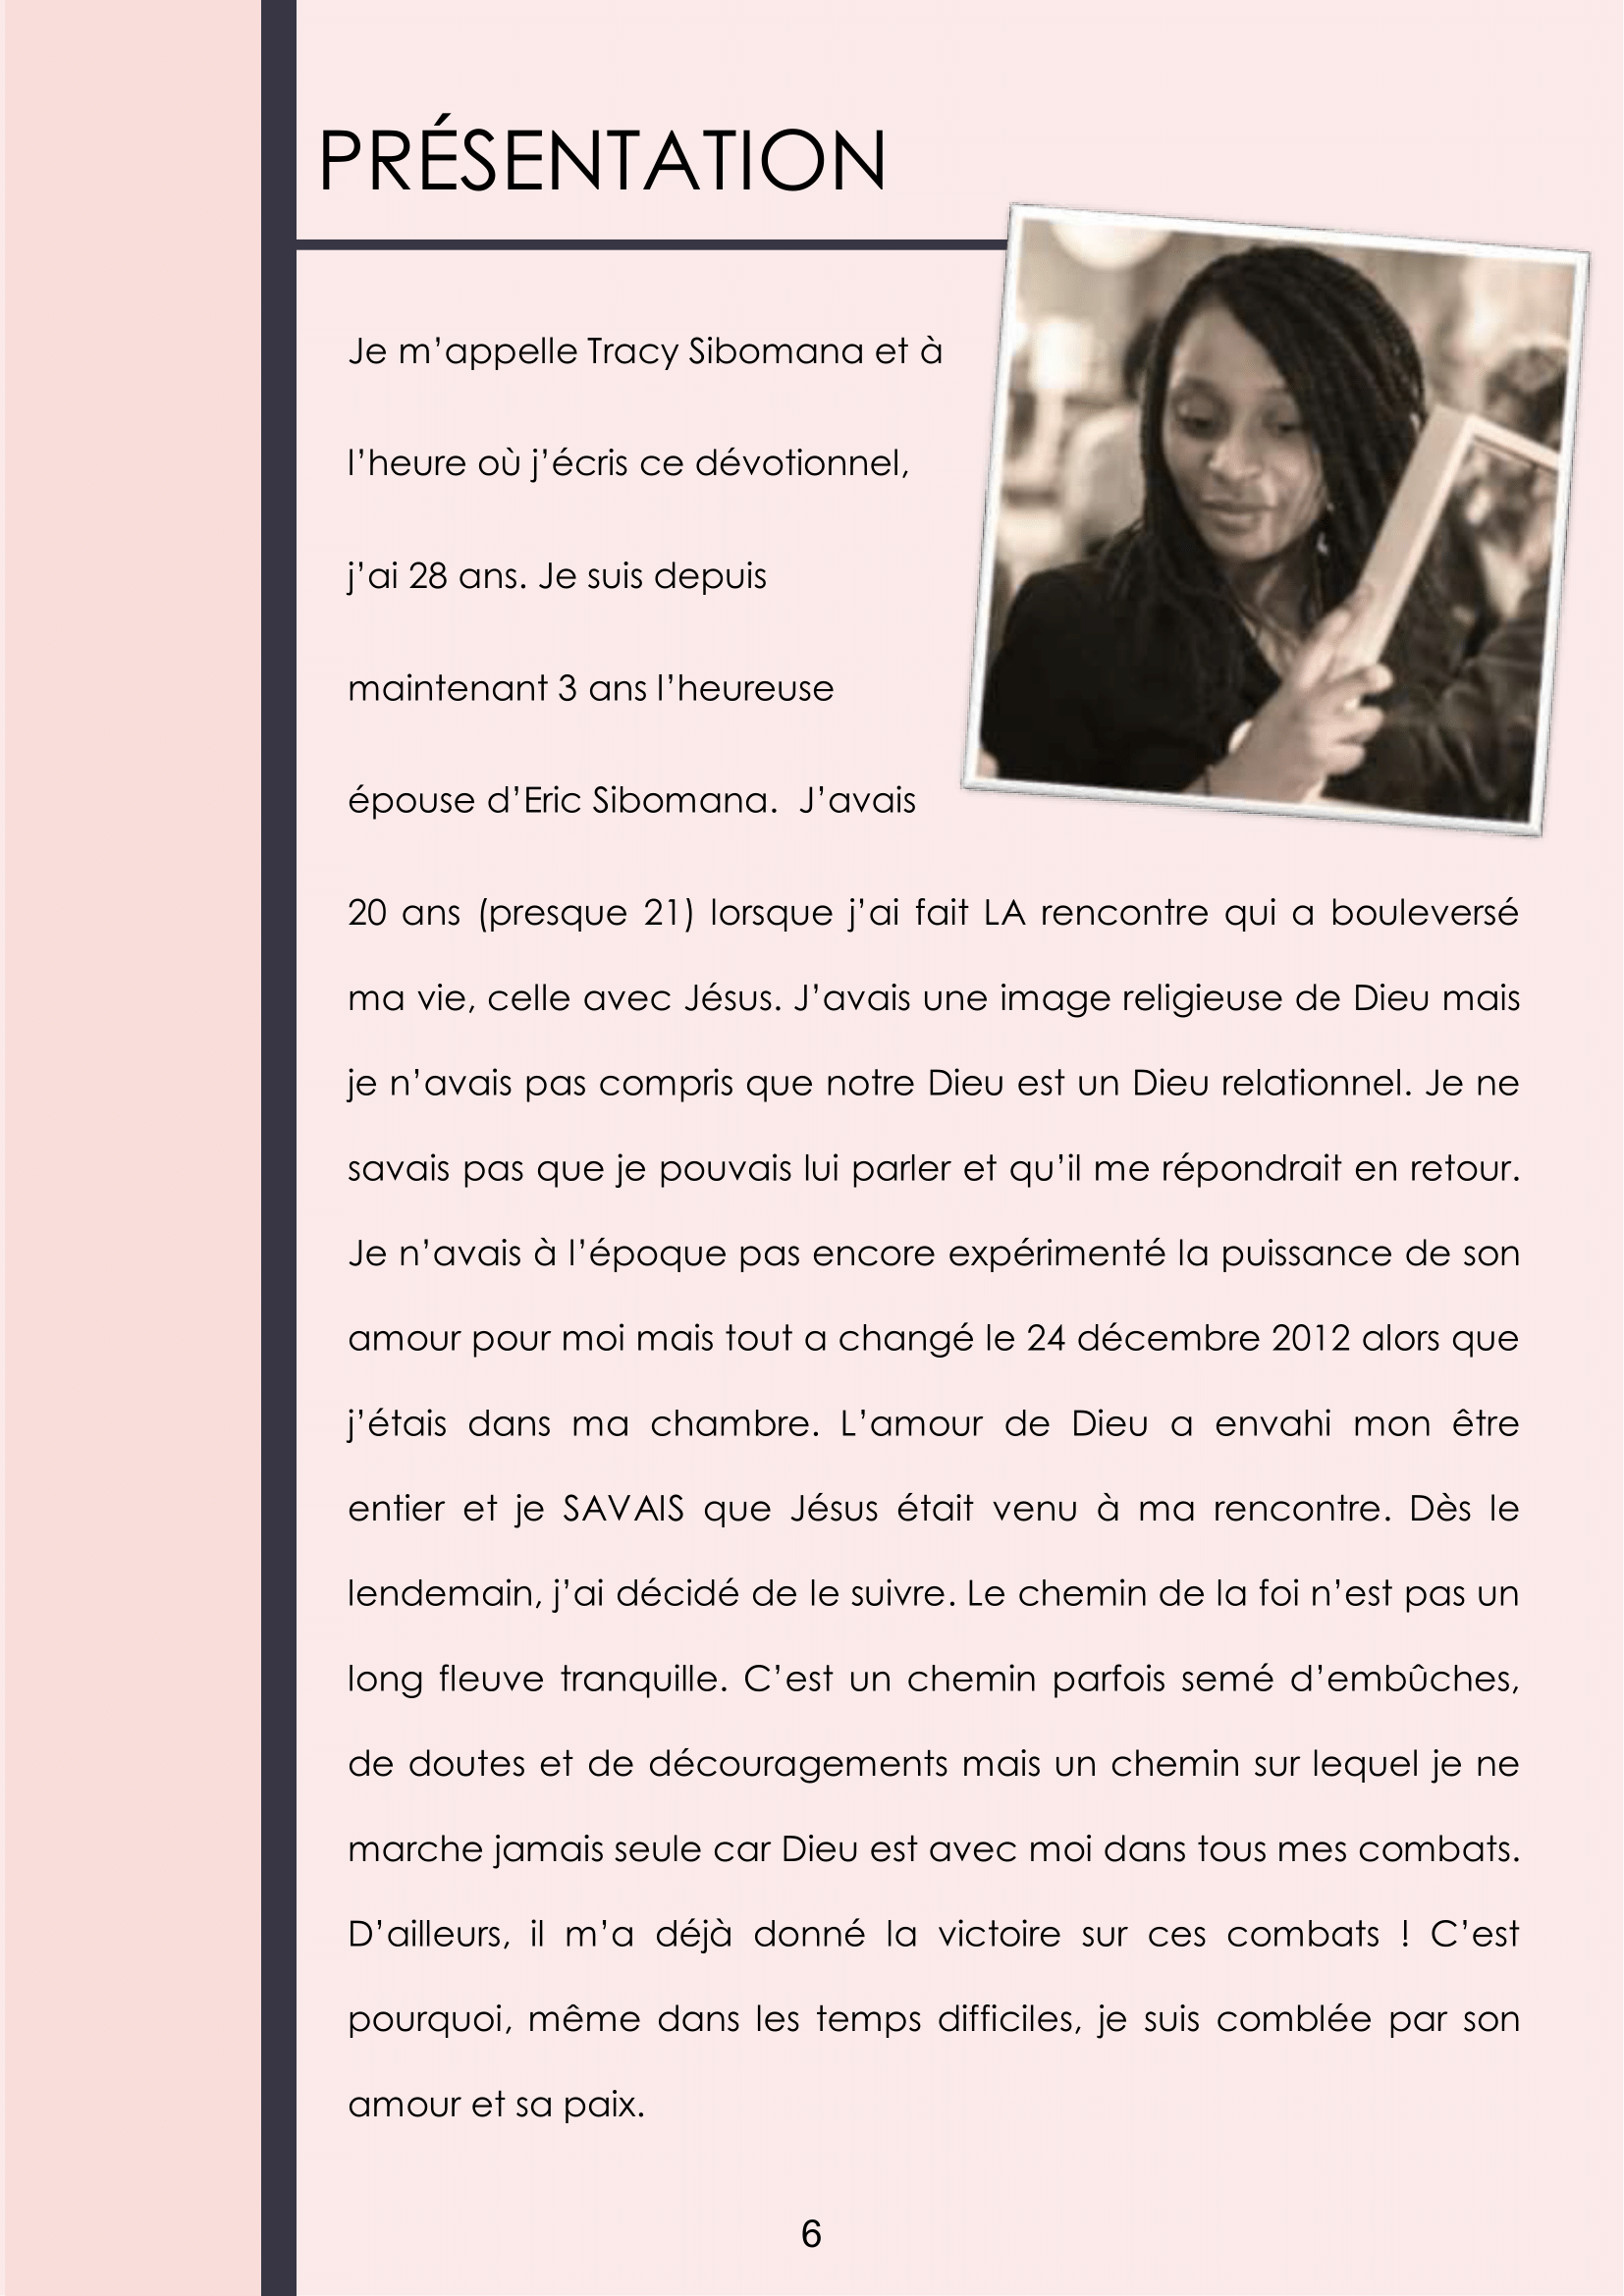 PRÉSENTATION
Je m’appelle Tracy Sibomana et à
l’heure où j’écris ce dévotionnel,
j’ai 28 ans. Je suis depuis
maintenant 3 ans l’heureuse
épouse d’Eric Sibomana.  J’avais
20 ans (presque 21) lorsque j’ai fait LA rencontre qui a bouleversé
ma vie, celle avec Jésus. J’avais une image religieuse de Dieu mais
je n’avais pas compris que notre Dieu est un Dieu relationnel. Je ne
savais pas que je pouvais lui parler et qu’il me répondrait en retour.
Je n’avais à l’époque pas encore expérimenté la puissance de son
amour pour moi mais tout a changé le 24 décembre 2012 alors que
j’étais dans ma chambre. L’amour de Dieu a envahi mon être
entier et je SAVAIS que Jésus était venu à ma rencontre. Dès le
lendemain, j’ai décidé de le suivre. Le chemin de la foi n’est pas un
long fleuve tranquille. C’est un chemin parfois semé d’embûches,
de doutes et de découragements mais un chemin sur lequel je ne
marche jamais seule car Dieu est avec moi dans tous mes combats.
D’ailleurs, il m’a déjà donné la victoire sur ces combats ! C’est
pourquoi, même dans les temps difficiles, je suis comblée par son
amour et sa paix.
6